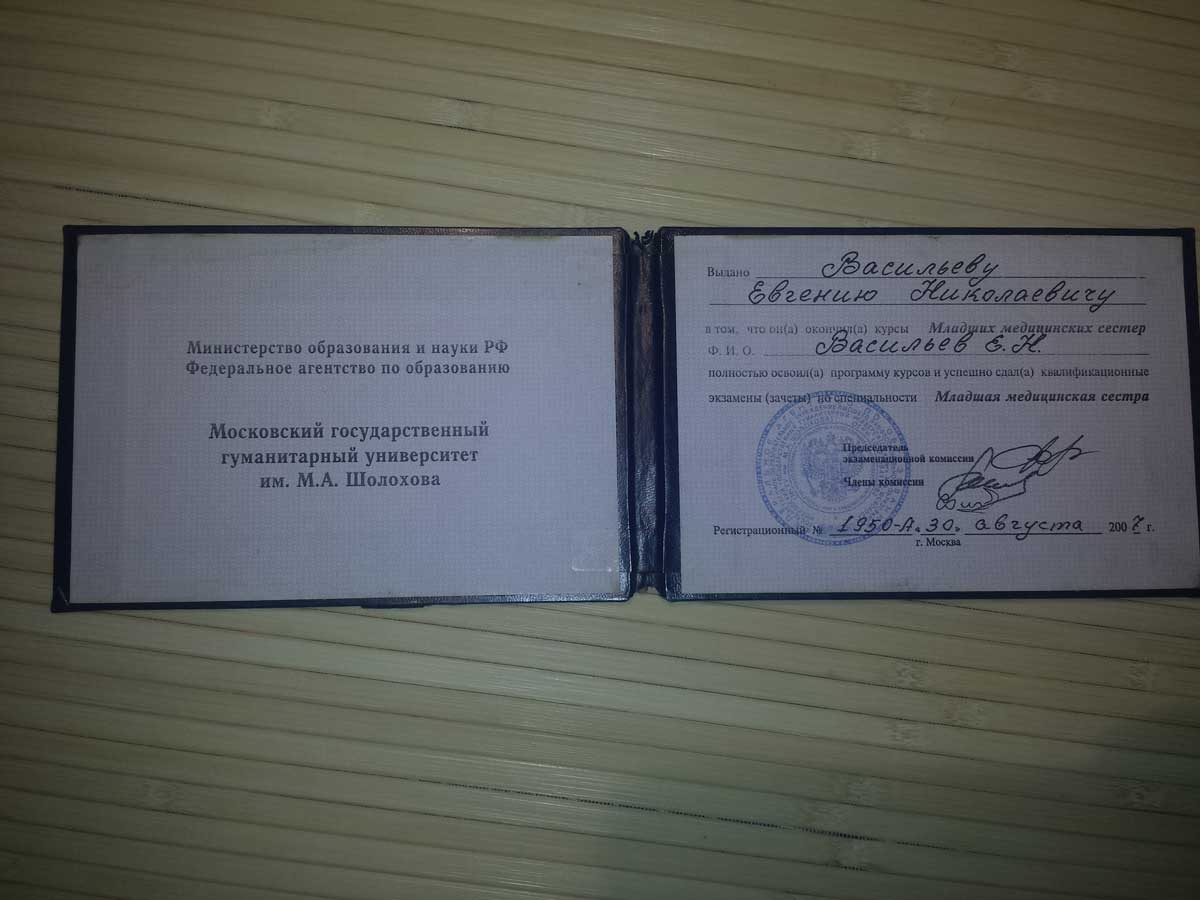 Министерство образования и науки РФ
Федеральное агентство по образованию
Московский государственный
гуманитарный университет
им. М.А. Шолохова
Выдано Васильеву
Евгению Николаевичу
в том, что он(а) окончил(а) курсы Младших медицинских сестер
Ф. И. О. Васильев Е.Н.
полностью освоил(а) программу курсов и успешно сдал(а) квалификационные
экзамены (зачеты) по специальности Младшая медицинская сестра
Председатель
экзаменационной комиссии
Члены комиссии
Регистрационный № 1950-А. 30. августа 2007 г.
г. Москва